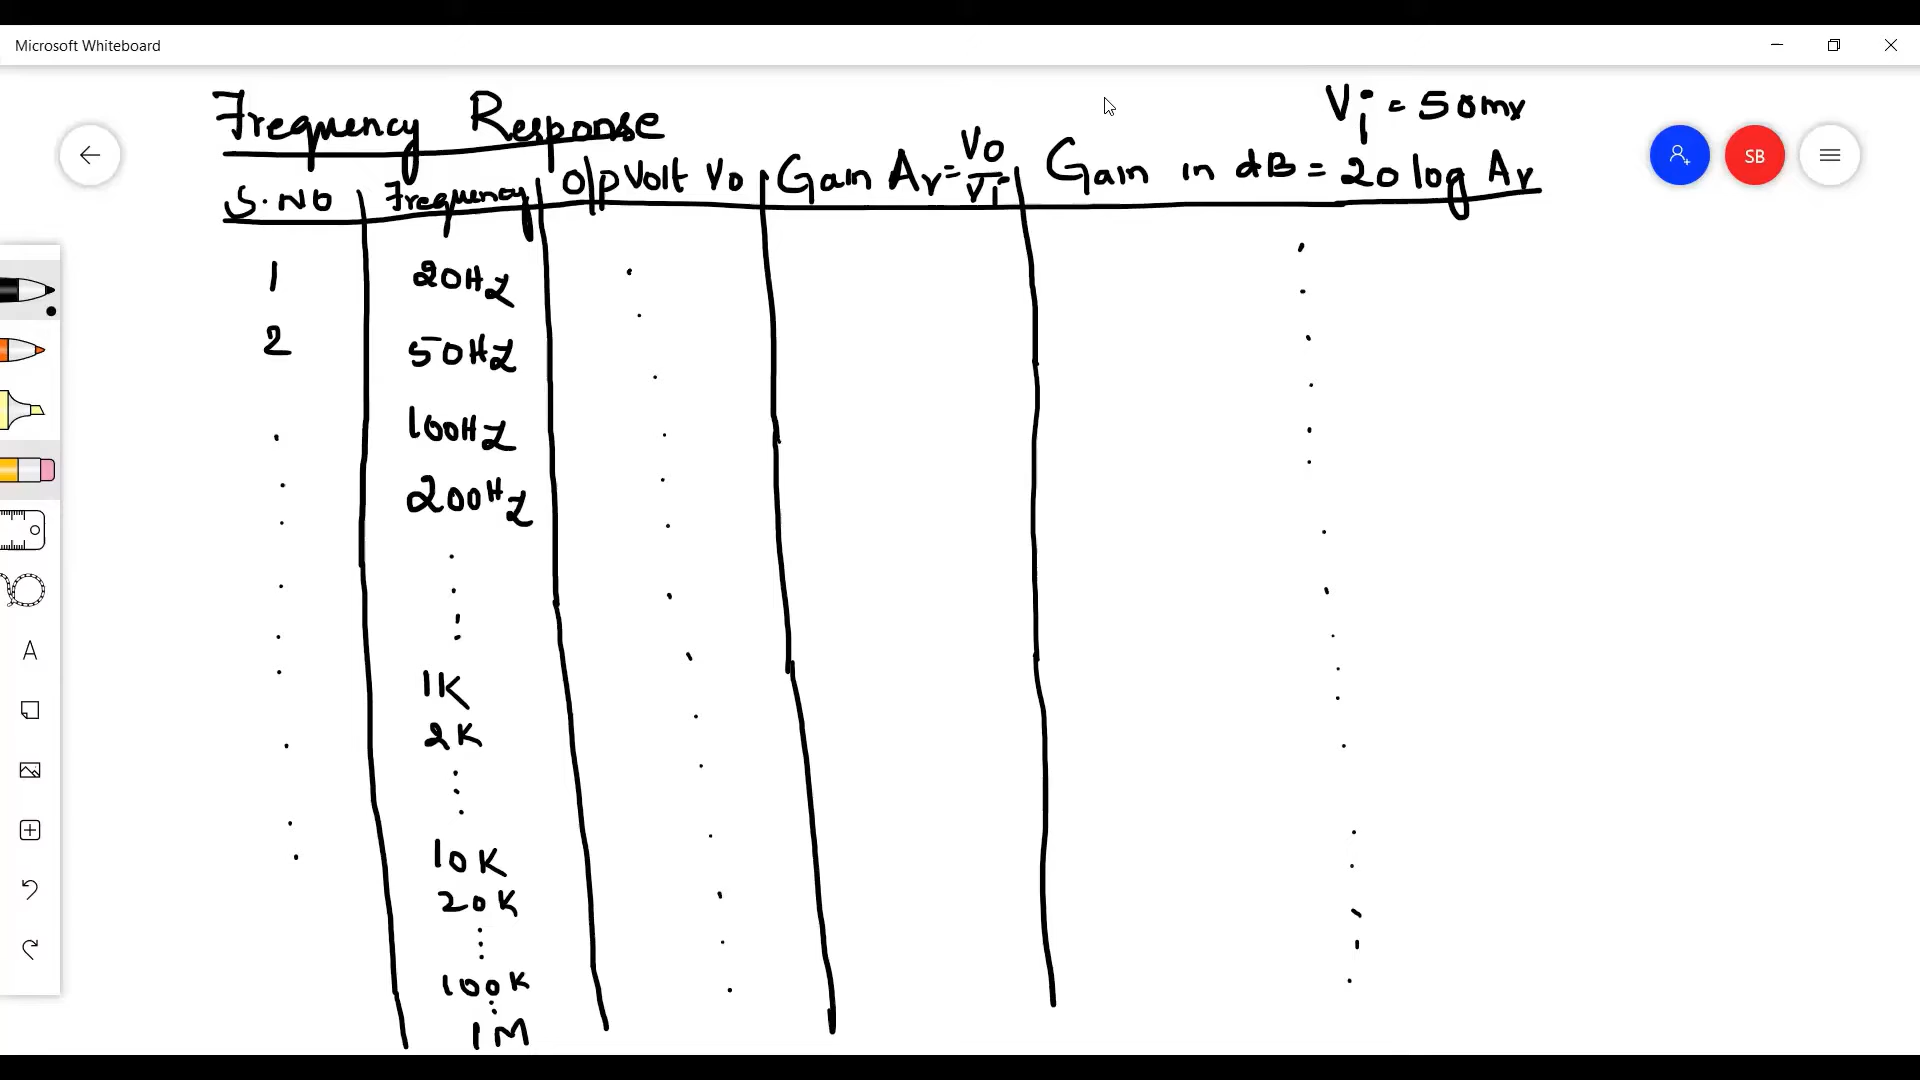 Microsoft Whiteboard
Frequency Response
Vi = 50mv
SB
S.NO Frequency O/p Volt Vo Gain Av = Vo/Vi Gain in dB = 20 log Av
1 20Hz
2 50Hz
100Hz
200Hz
1K
2K
10K
20K
100K
1M
A